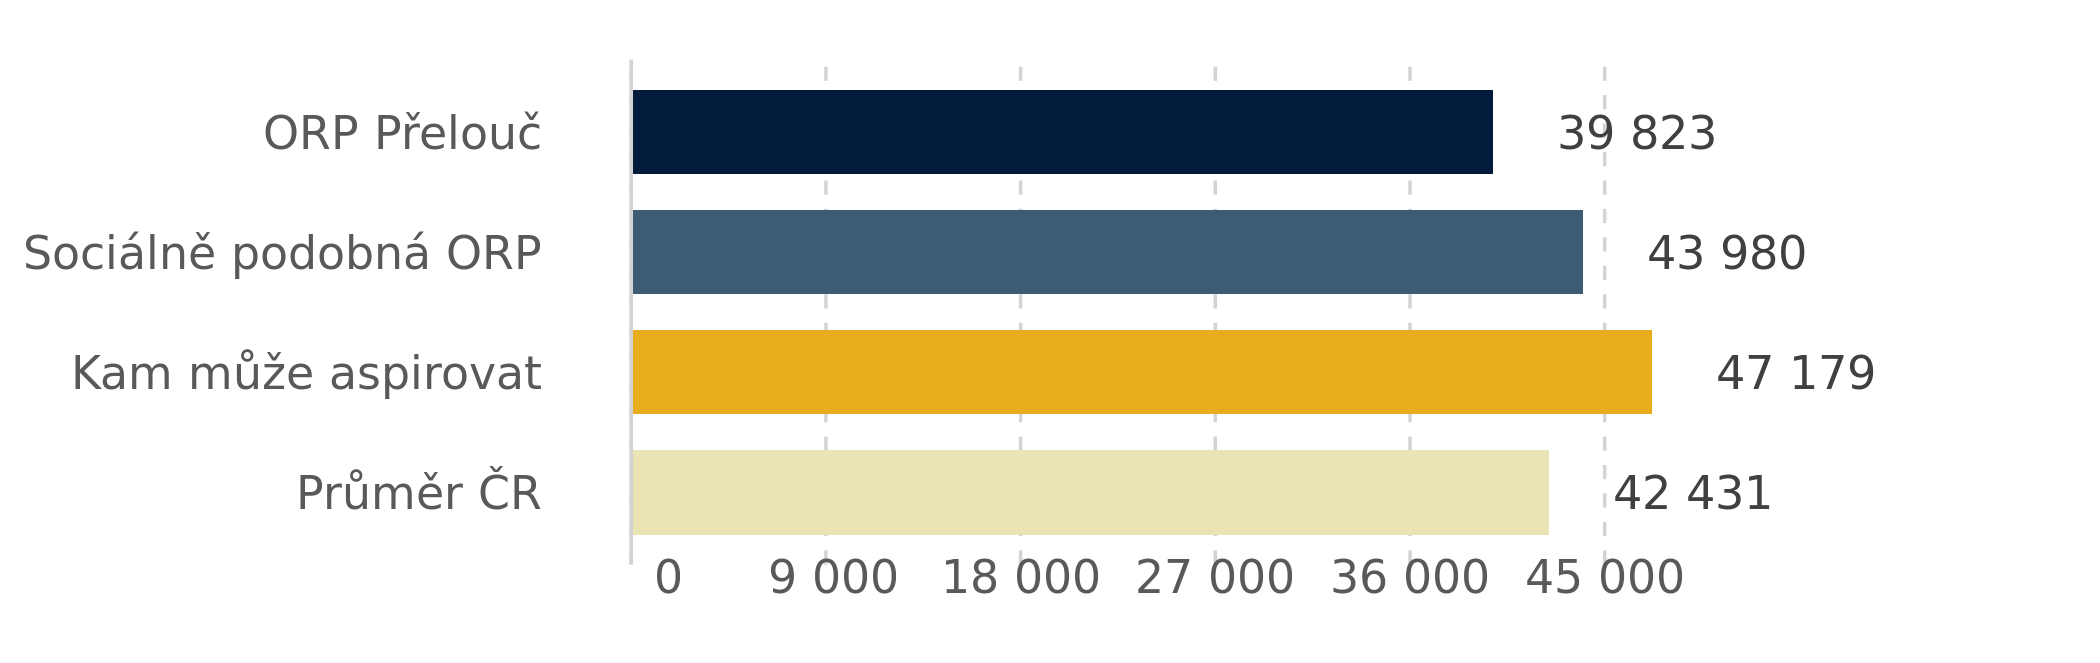 ORP Přelouč 39 823
Sociálně podobná ORP 43 980
Kam může aspirovat 47 179
Průměr ČR 42 431
0 9 000 18 000 27 000 36 000 45 000